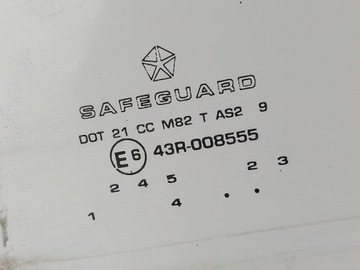 SAFEGUARD
DOT 21 CC M82 T AS2 9
E6 43R-008555
2 4 5 2 3
1 4 . .